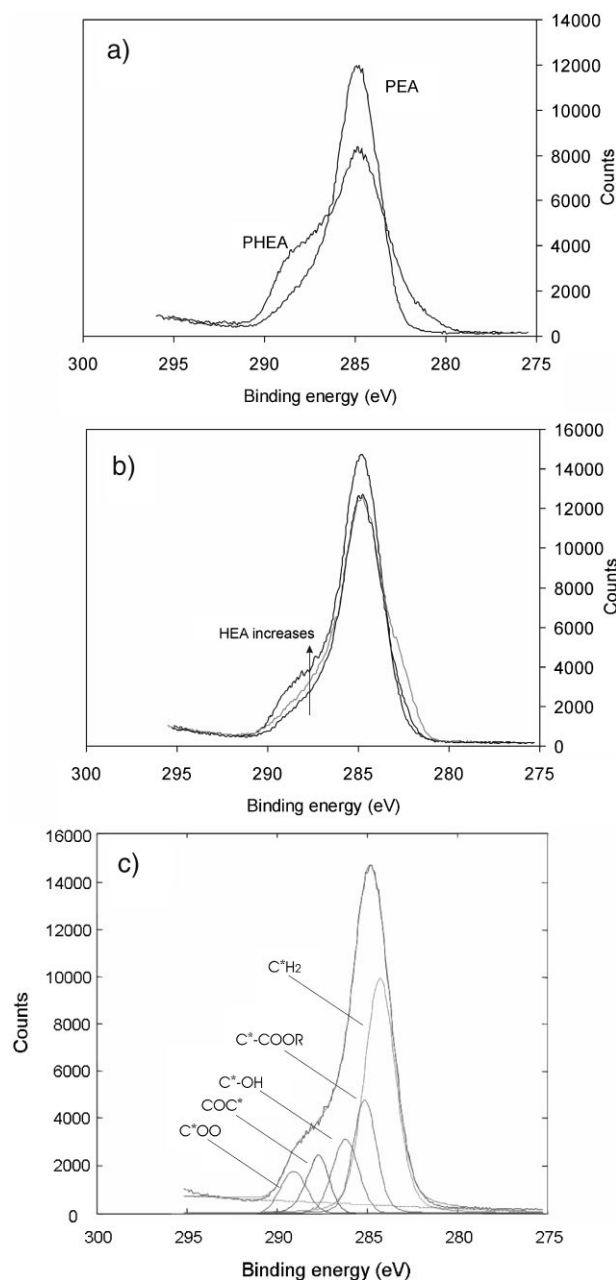 a)
PEA
PHEA
14000
12000
10000
8000
6000
4000
2000
0
Counts
300 295 290 285 280 275
Binding energy (eV)
b)
HEA increases
16000
14000
12000
10000
8000
6000
4000
2000
0
Counts
300 295 290 285 280 275
Binding energy (eV)
c)
16000
14000
12000
10000
8000
6000
4000
2000
0
Counts
C*H2
C*-COOR
C*-OH
COC*
C*OO
300 295 290 285 280 275
Binding energy (eV)